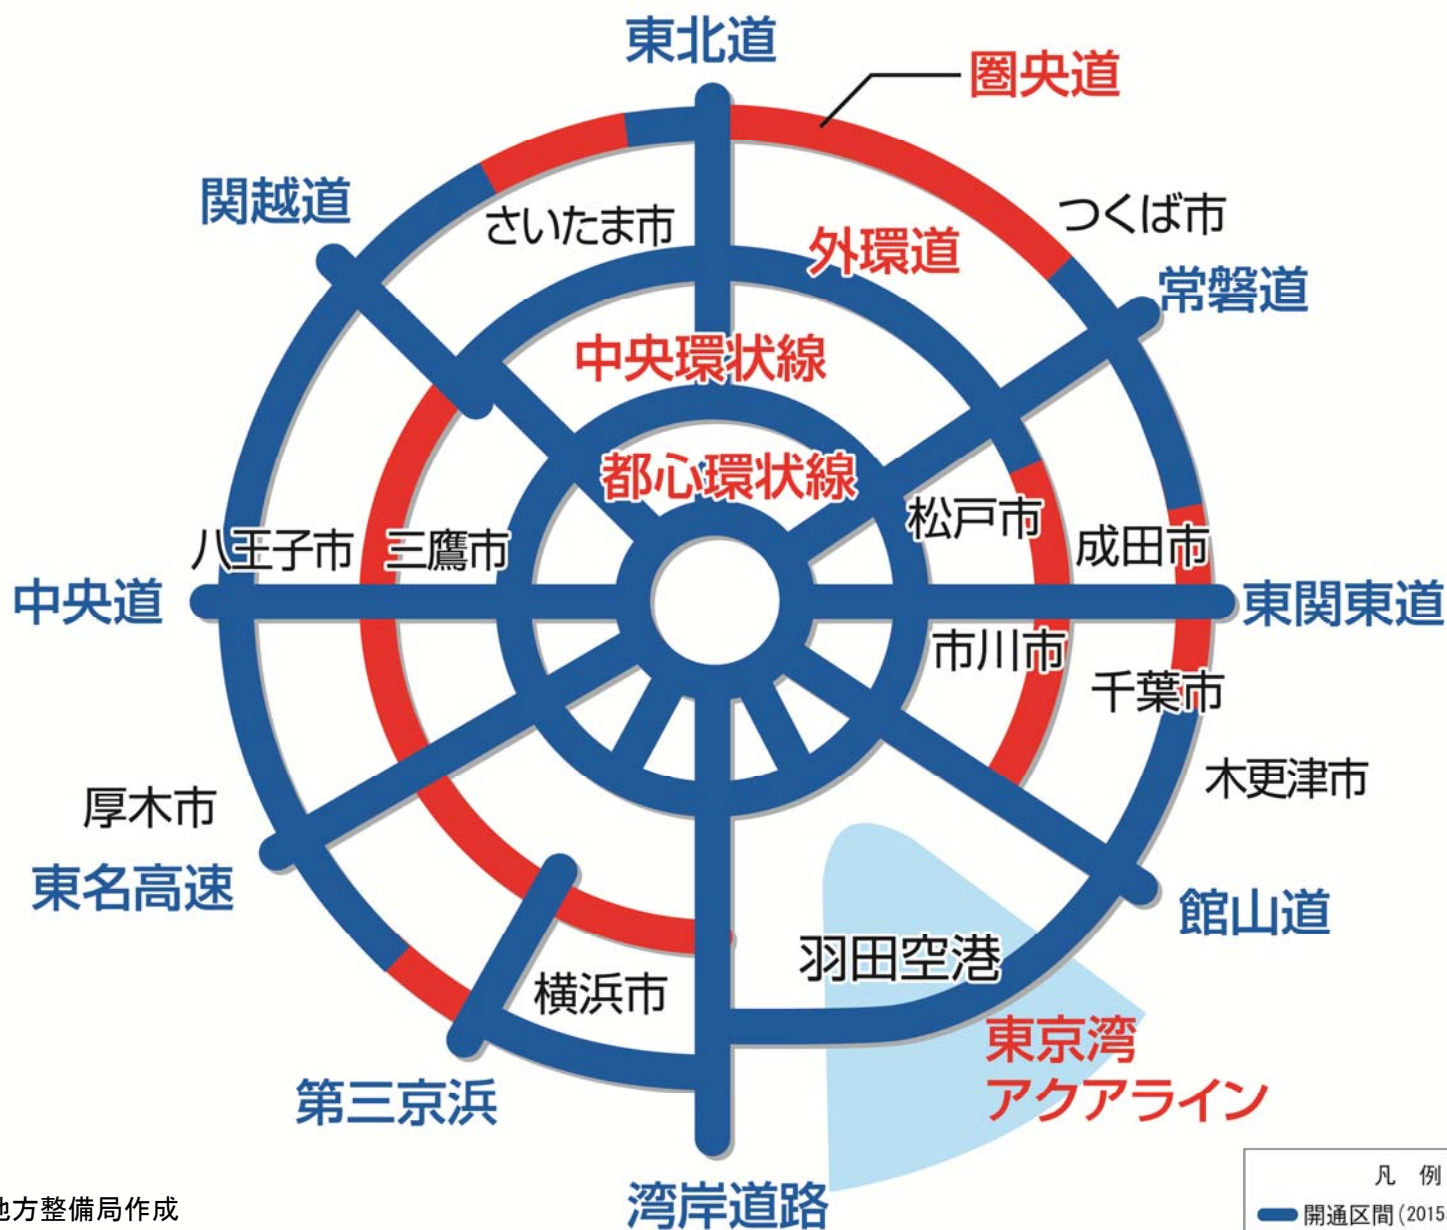 東北道
圏央道
関越道
さいたま市
つくば市
外環道
常磐道
中央環状線
都心環状線
松戸市
八王子市
三鷹市
成田市
中央道
東関東道
市川市
千葉市
木更津市
厚木市
東名高速
館山道
羽田空港
横浜市
東京湾
アクアライン
第三京浜
湾岸道路
地方整備局作成
凡 例
開通区間(2015